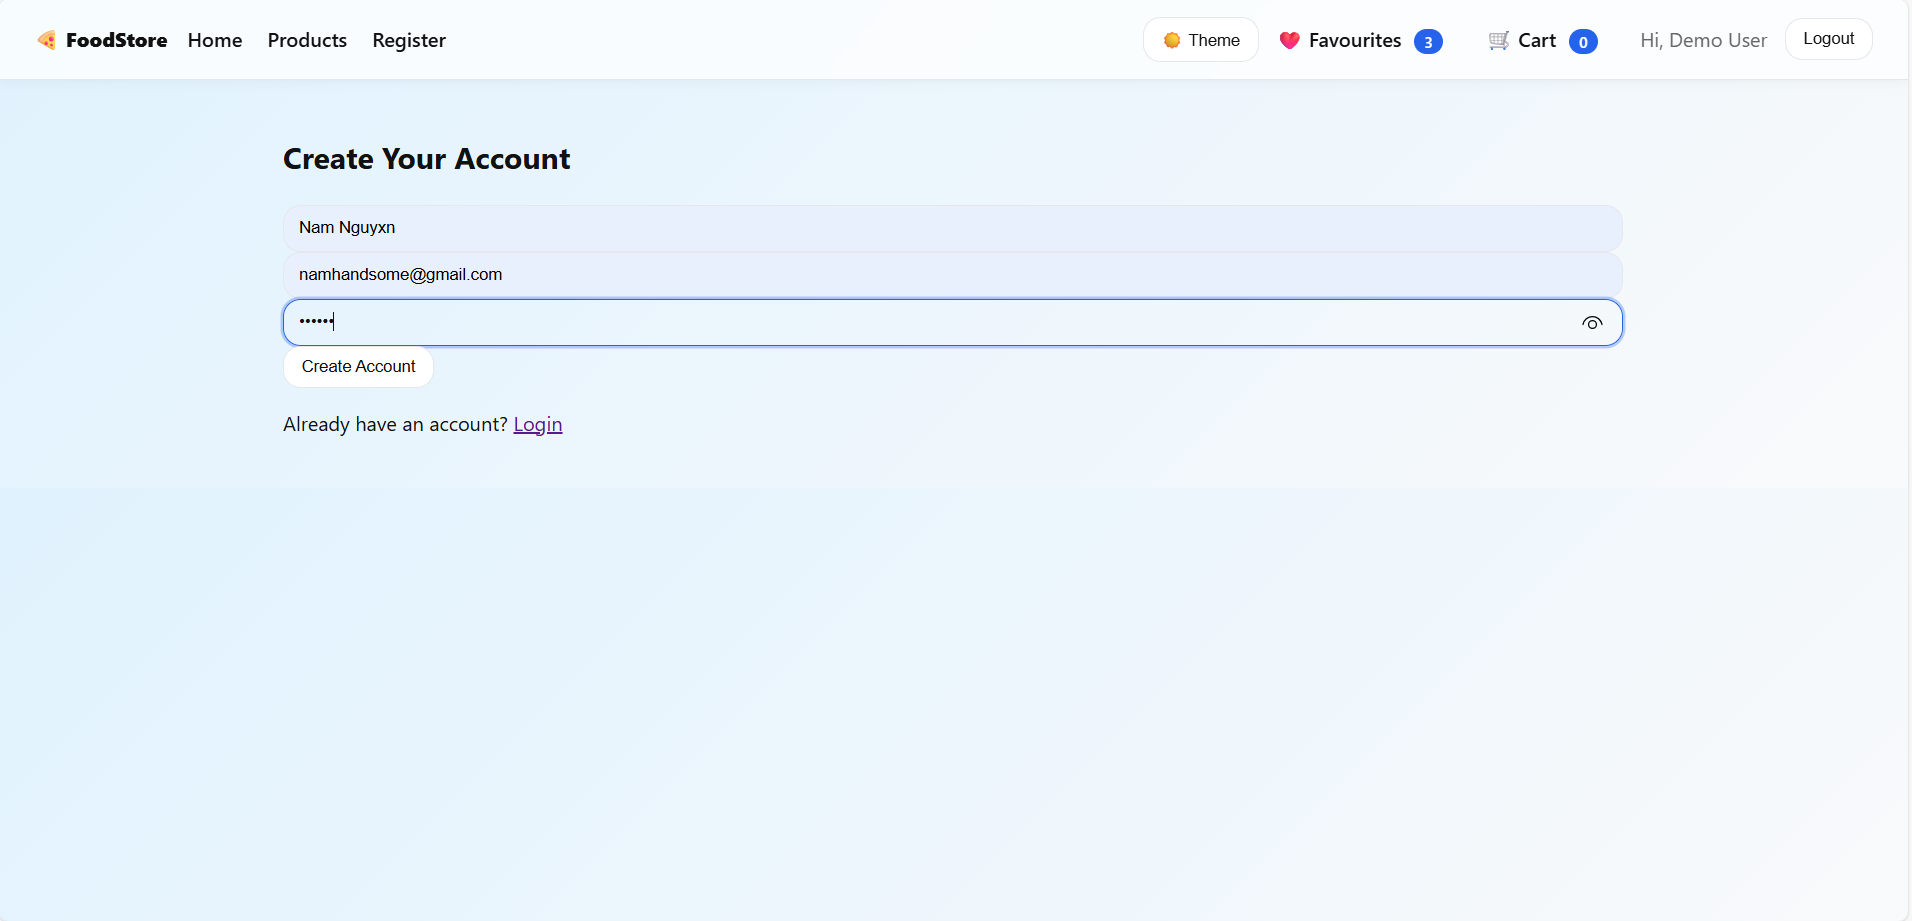 FoodStore Home Products Register Theme Favourites 3 Cart 0 Hi, Demo User Logout
Create Your Account
Nam Nguyxn
namhandsome@gmail.com
••••••
Create Account
Already have an account? Login